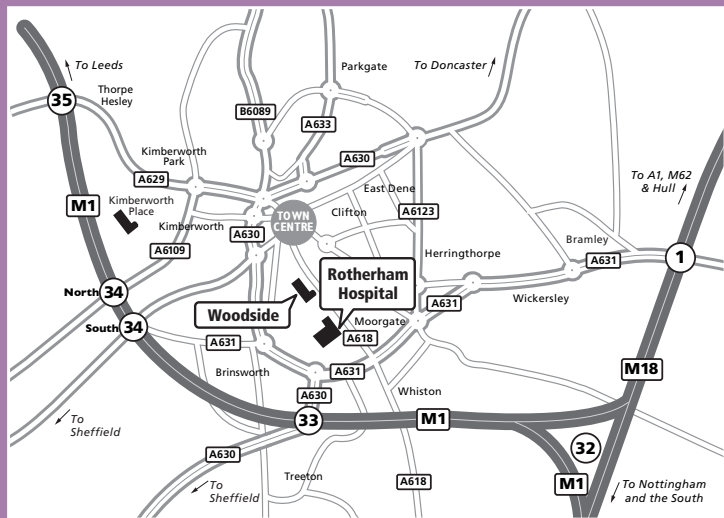 To Leeds
Parkgate
To Doncaster
35
Thorpe
Hesley
B6089
A633
Kimberworth
Park
A630
To A1, M62
& Hull
A629
East Dene
M1
Kimberworth
Place
TOWN
CENTRE
Clifton
A6123
Kimberworth
A630
A6109
Bramley
Herringthorpe
A631
1
Rotherham
Hospital
North
34
Wickersley
A631
Woodside
South
34
Moorgate
A618
A631
Brinsworth
A631
M18
A630
Whiston
33
M1
To
Sheffield
32
A630
Treeton
A618
M1
To
Sheffield
To Nottingham
and the South